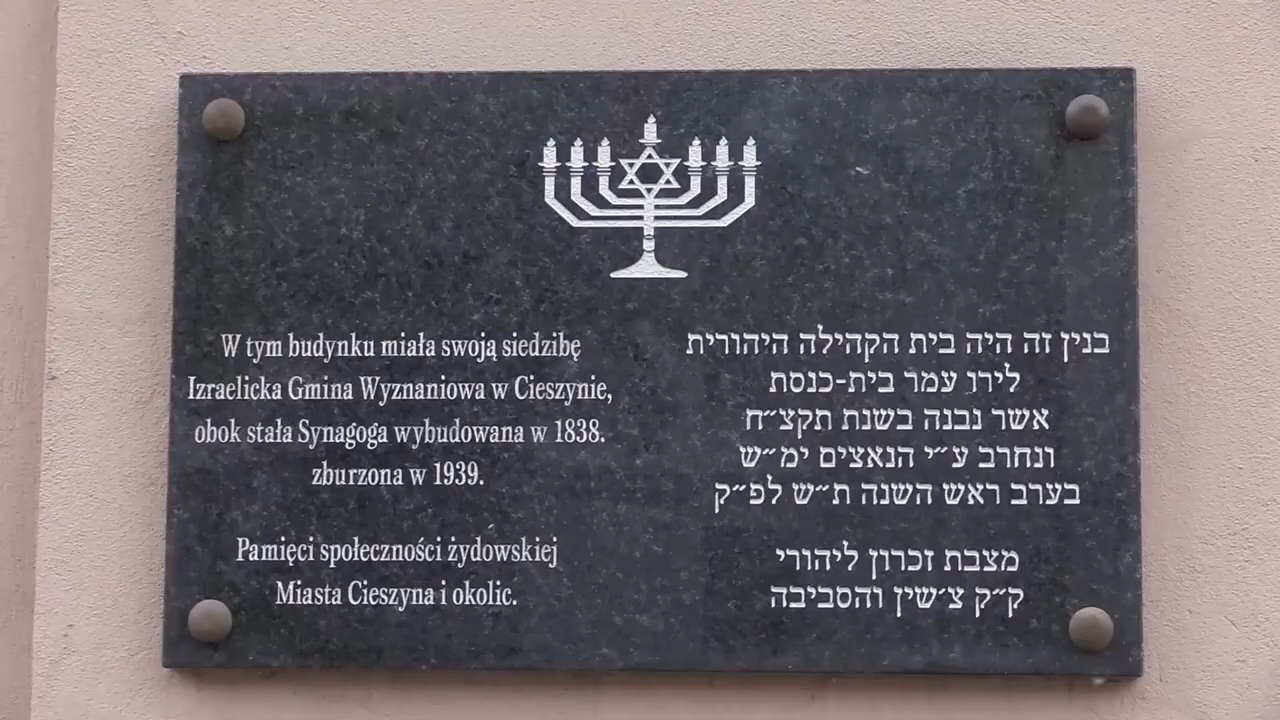 W tym budynku miała swoją siedzibę
Izraelicka Gmina Wyznaniowa w Cieszynie,
obok stała Synagoga wybudowana w 1838.
zburzona w 1939.
Pamięci społeczności żydowskiej
Miasta Cieszyna i okolic.
בנין זה היה בית הקהילה היהורית
לירו עמר בית-כנסת
אשר נבנה בשנת תקצ״ח
ונחרב ע״י הנאצים ימ״ש
בערב ראש השנה ת״ש לפ״ק
מצבת זכרון ליהורי
ק״ק צ׳שין והסביבה